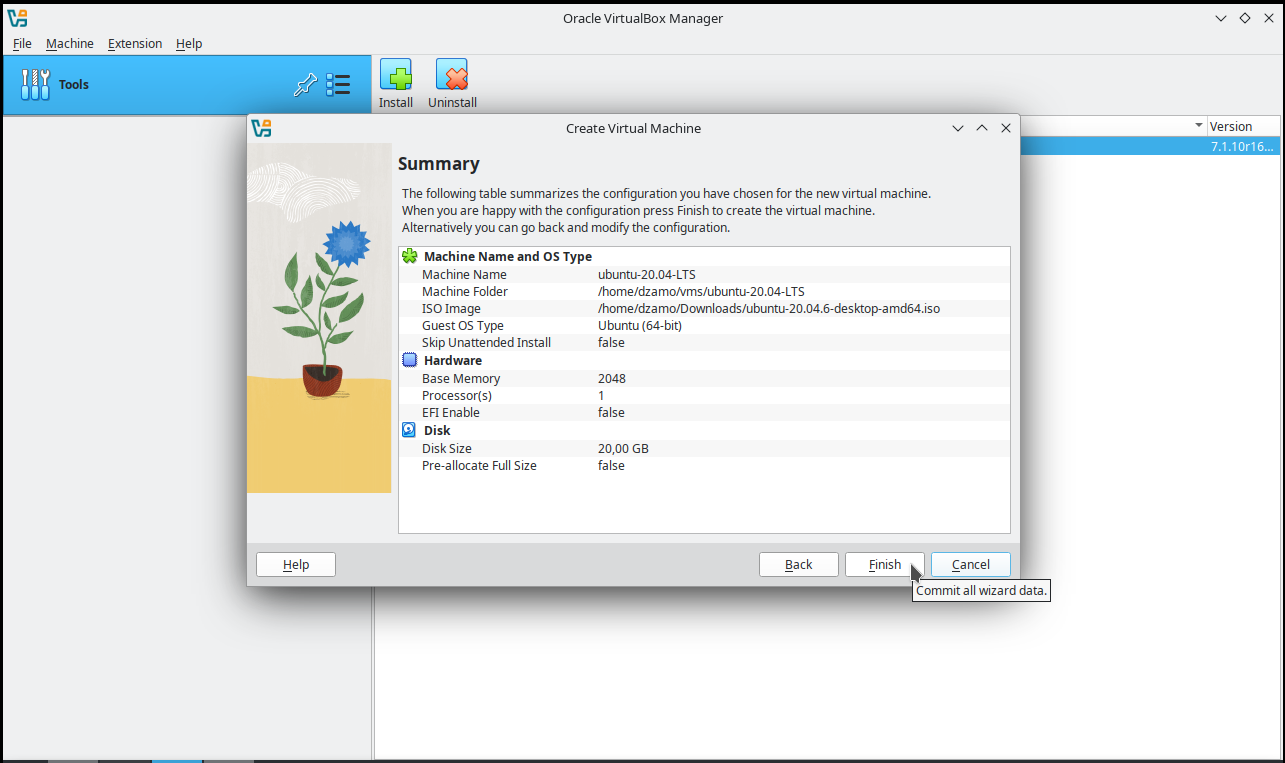 Oracle VirtualBox Manager
File Machine Extension Help
Tools
Install Uninstall
Version
7.1.10r16...
Create Virtual Machine
Summary
The following table summarizes the configuration you have chosen for the new virtual machine.
When you are happy with the configuration press Finish to create the virtual machine.
Alternatively you can go back and modify the configuration.
Machine Name and OS Type
Machine Name ubuntu-20.04-LTS
Machine Folder /home/dzamo/vms/ubuntu-20.04-LTS
ISO Image /home/dzamo/Downloads/ubuntu-20.04.6-desktop-amd64.iso
Guest OS Type Ubuntu (64-bit)
Skip Unattended Install false
Hardware
Base Memory 2048
Processor(s) 1
EFI Enable false
Disk
Disk Size 20,00 GB
Pre-allocate Full Size false
Help Back Finish Cancel
Commit all wizard data.